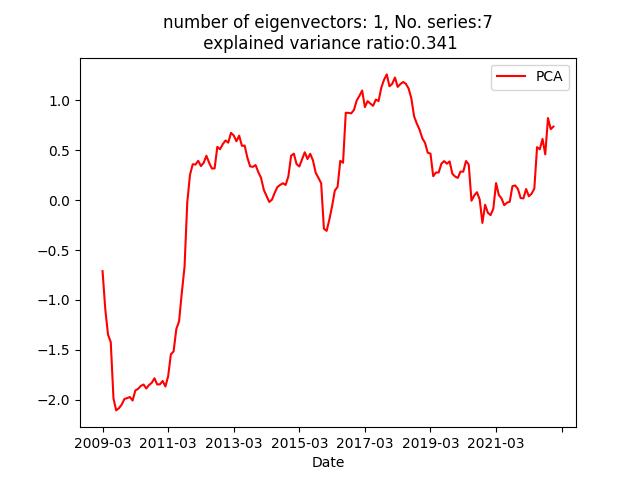 number of eigenvectors: 1, No. series:7
explained variance ratio:0.341
PCA
1.0
0.5
0.0
−0.5
−1.0
−1.5
−2.0
2009-03 2011-03 2013-03 2015-03 2017-03 2019-03 2021-03
Date